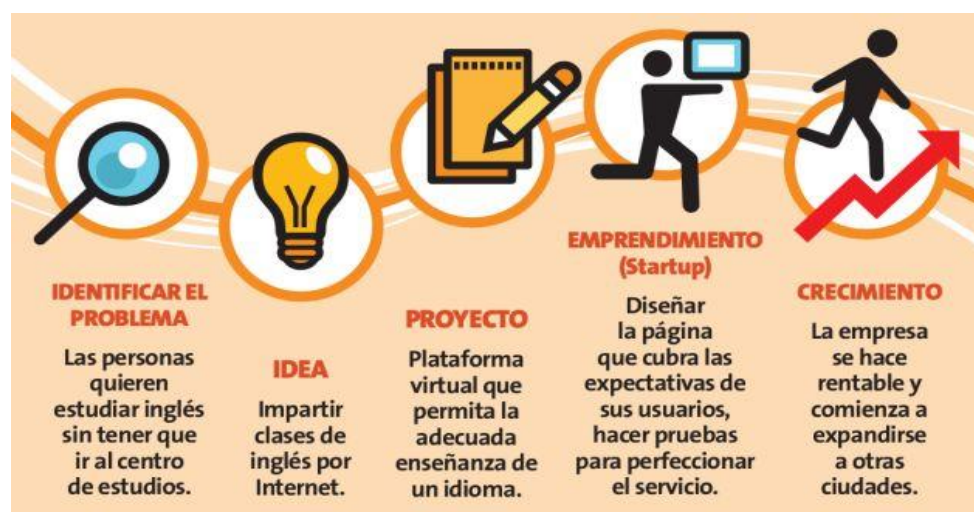 IDENTIFICAR EL
PROBLEMA
Las personas
quieren
estudiar inglés
sin tener que
ir al centro
de estudios.
IDEA
Impartir
clases de
inglés por
Internet.
PROYECTO
Plataforma
virtual que
permita la
adecuada
enseñanza de
un idioma.
EMPRENDIMIENTO
(Startup)
Diseñar
la página
que cubra las
expectativas de
sus usuarios,
hacer pruebas
para perfeccionar
el servicio.
CRECIMIENTO
La empresa
se hace
rentable y
comienza a
expandirse
a otras
ciudades.